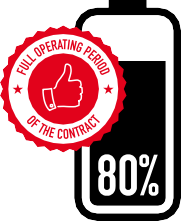 FULL OPERATING PERIOD
OF THE CONTRACT
80%